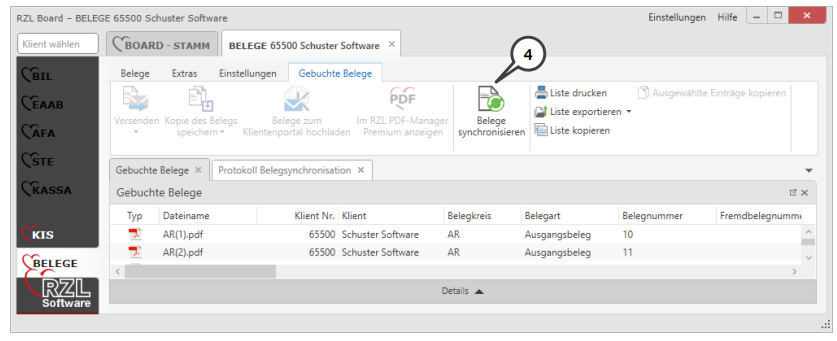 RZL Board – BELEGE 65500 Schuster Software
Einstellungen Hilfe
Klient wählen
BOARD - STAMM
BELEGE 65500 Schuster Software ×
4
Belege Extras Einstellungen Gebuchte Belege
Versenden
Kopie des Belegs
speichern
Belege zum
Klientenportal hochladen
PDF
Im RZL PDF-Manager
Premium anzeigen
Belege
synchronisieren
Liste drucken
Liste exportieren
Liste kopieren
Ausgewählte Einträge kopieren
BIL
EAAB
AFA
STE
KASSA
KIS
BELEGE
RZL
Software
Gebuchte Belege × Protokoll Belegsynchronisation ×
Gebuchte Belege
Typ Dateiname Klient Nr. Klient Belegkreis Belegart Belegnummer Fremdbelegnumme
AR(1).pdf 65500 Schuster Software AR Ausgangsbeleg 10
AR(2).pdf 65500 Schuster Software AR Ausgangsbeleg 11
Details